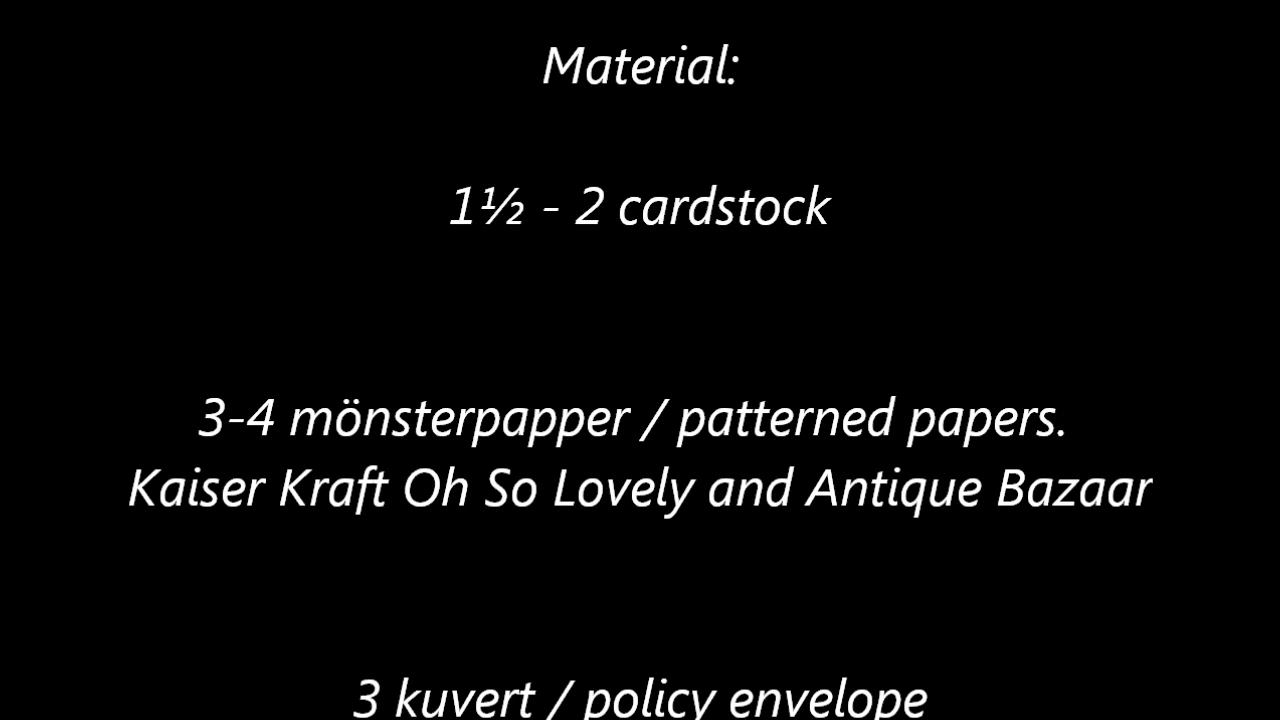 Material:
1½ - 2 cardstock
3-4 mönsterpapper / patterned papers.
Kaiser Kraft Oh So Lovely and Antique Bazaar
3 kuvert / policy envelope